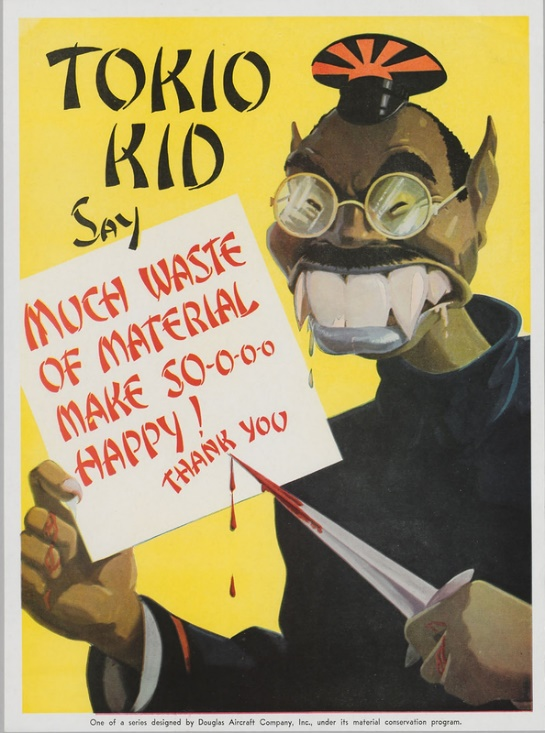 TOKIO
KID
Say
MUCH WASTE
OF MATERIAL
MAKE SO-O-O-O
HAPPY!
THANK YOU
One of a series designed by Douglas Aircraft Company, Inc., under its material conservation program.